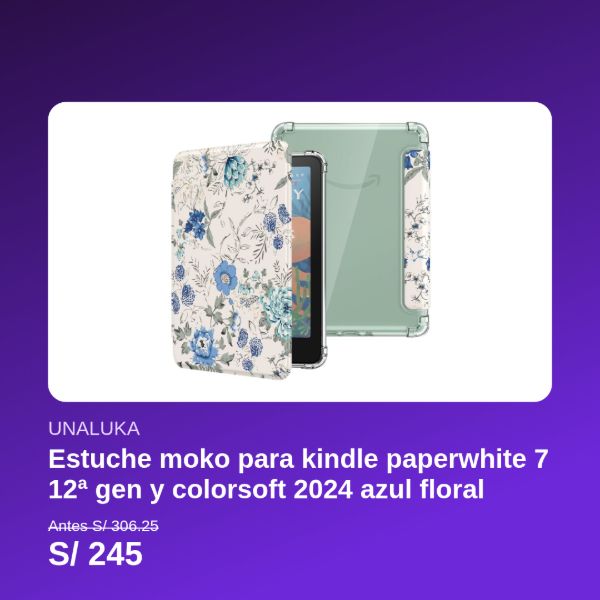 Y
UNALUKA
Estuche moko para kindle paperwhite 7
12ª gen y colorsoft 2024 azul floral
Antes S/ 306.25
S/ 245